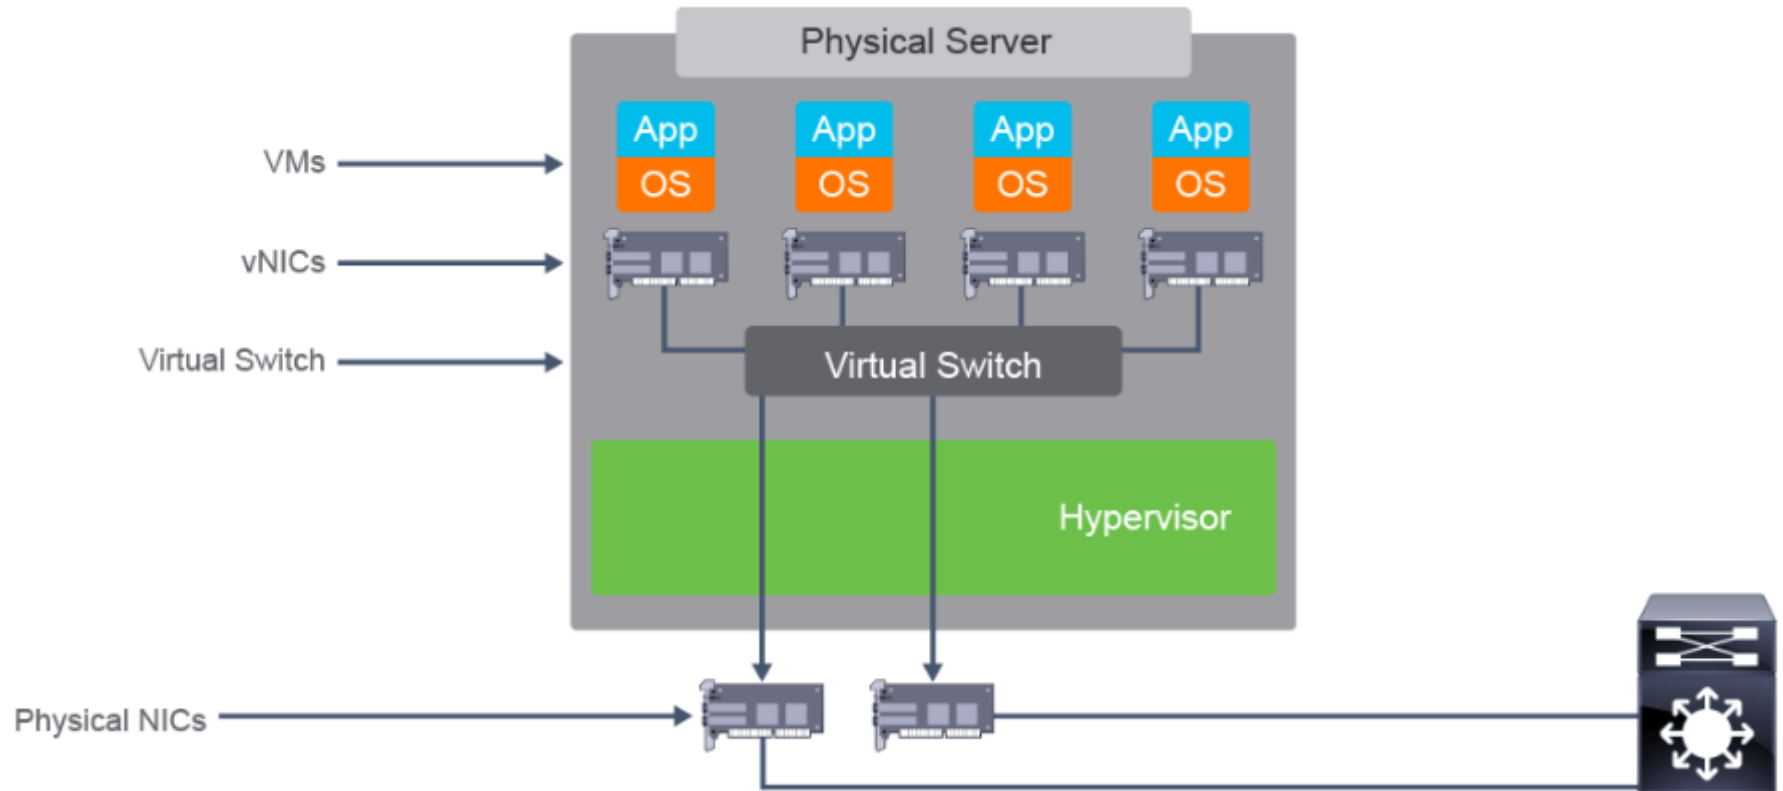 Physical Server
App
App
App
App
VMs
OS
OS
OS
OS
vNICs
Virtual Switch
Virtual Switch
Hypervisor
Physical NICs